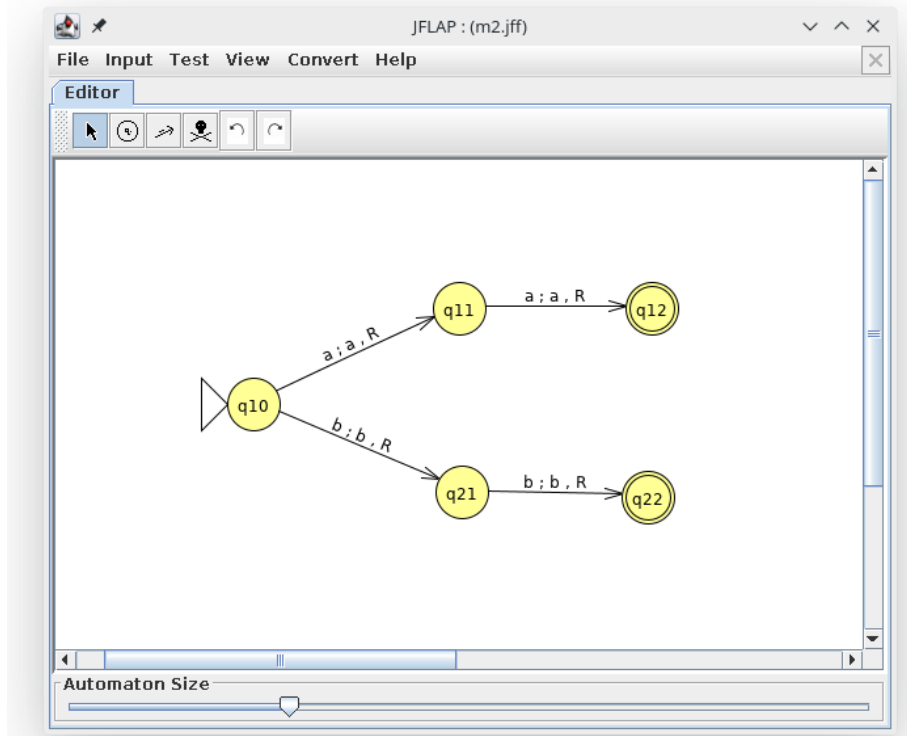 JFLAP : (m2.jff)
File Input Test View Convert Help
Editor
q11 a ; a , R q12
a ; a , R
q10
b ; b , R
q21 b ; b , R q22
Automaton Size